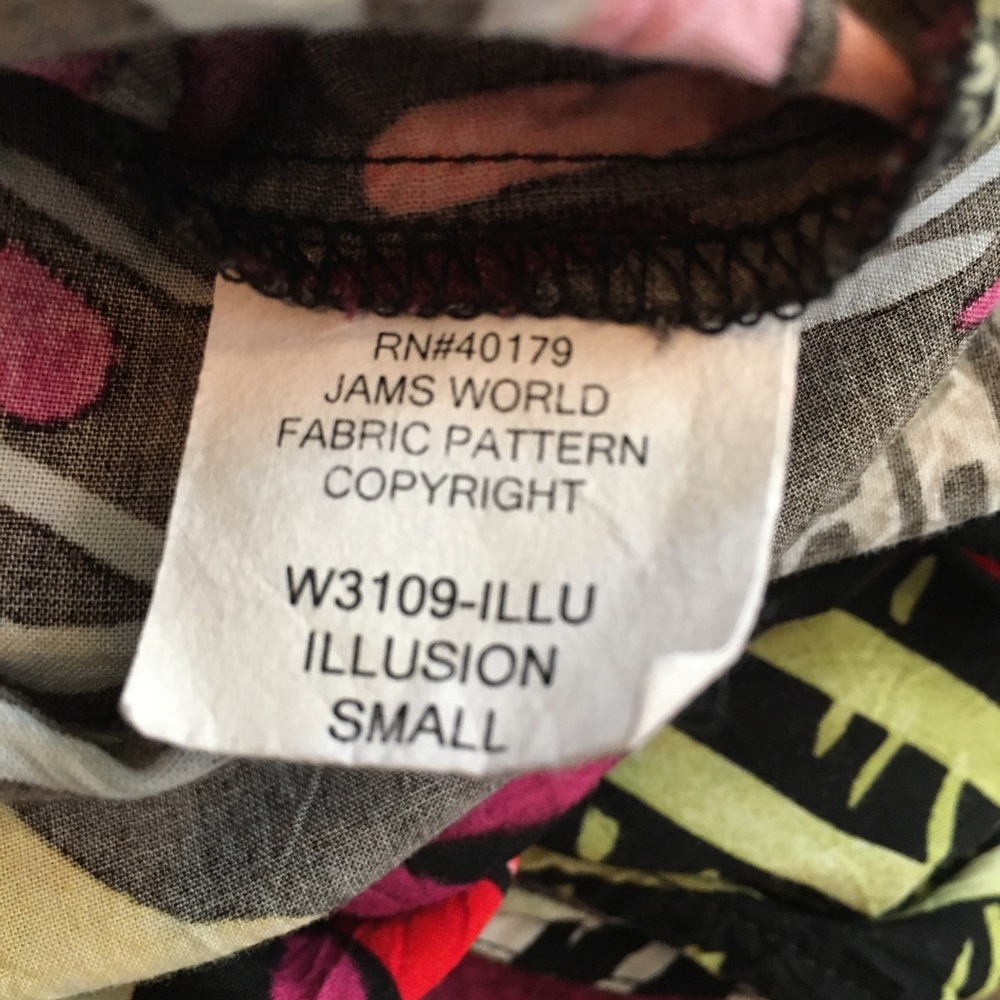 RN#40179
JAMS WORLD
FABRIC PATTERN
COPYRIGHT
W3109-ILLU
ILLUSION
SMALL